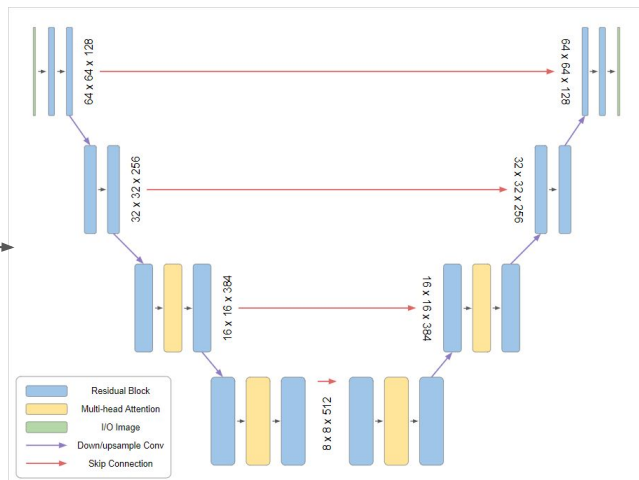 64 x 64 x 128
64 x 64 x 128
32 x 32 x 256
32 x 32 x 256
16 x 16 x 384
16 x 16 x 384
8 x 8 x 512
Residual Block
Multi-head Attention
I/O Image
Down/upsample Conv
Skip Connection